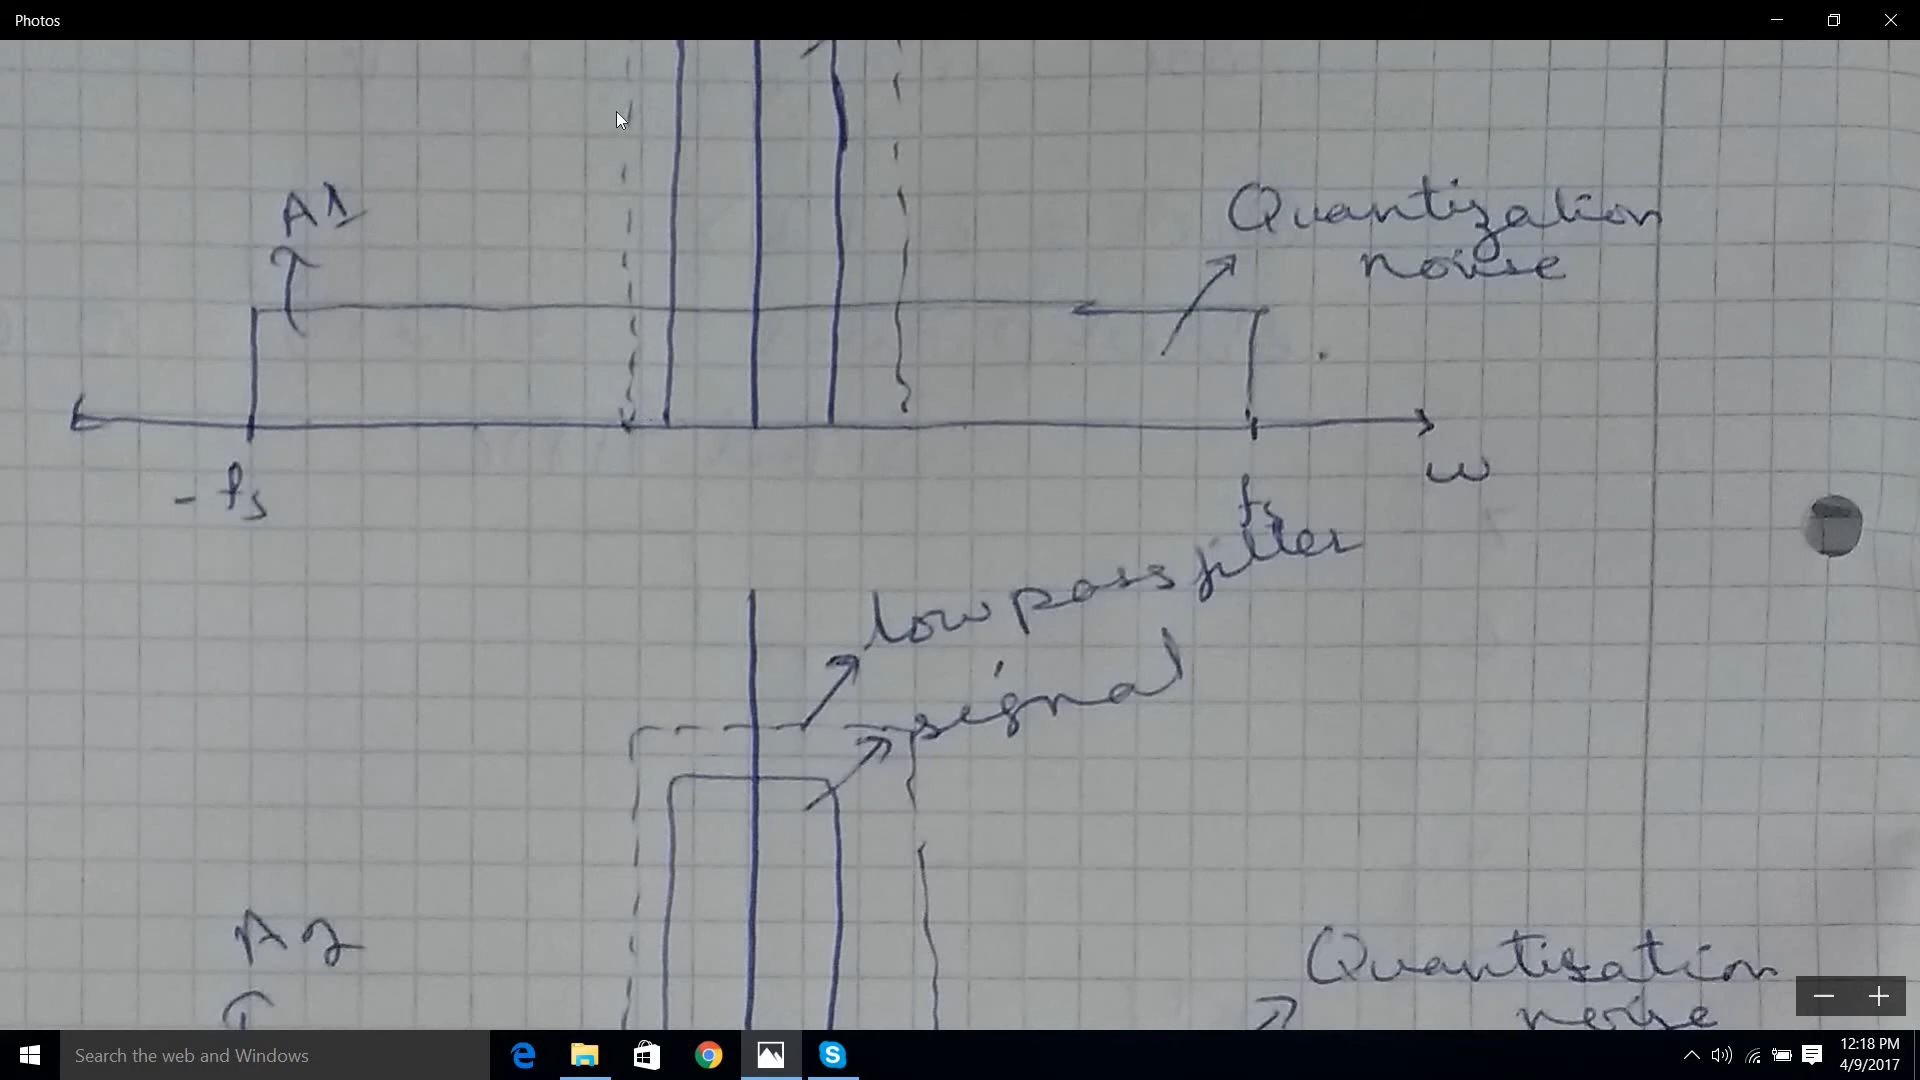 Photos
A1
Quantization
noise
- fs
fs
w
low pass filter
signal
A2
Quantisation
noise
Search the web and Windows
12:18 PM
4/9/2017